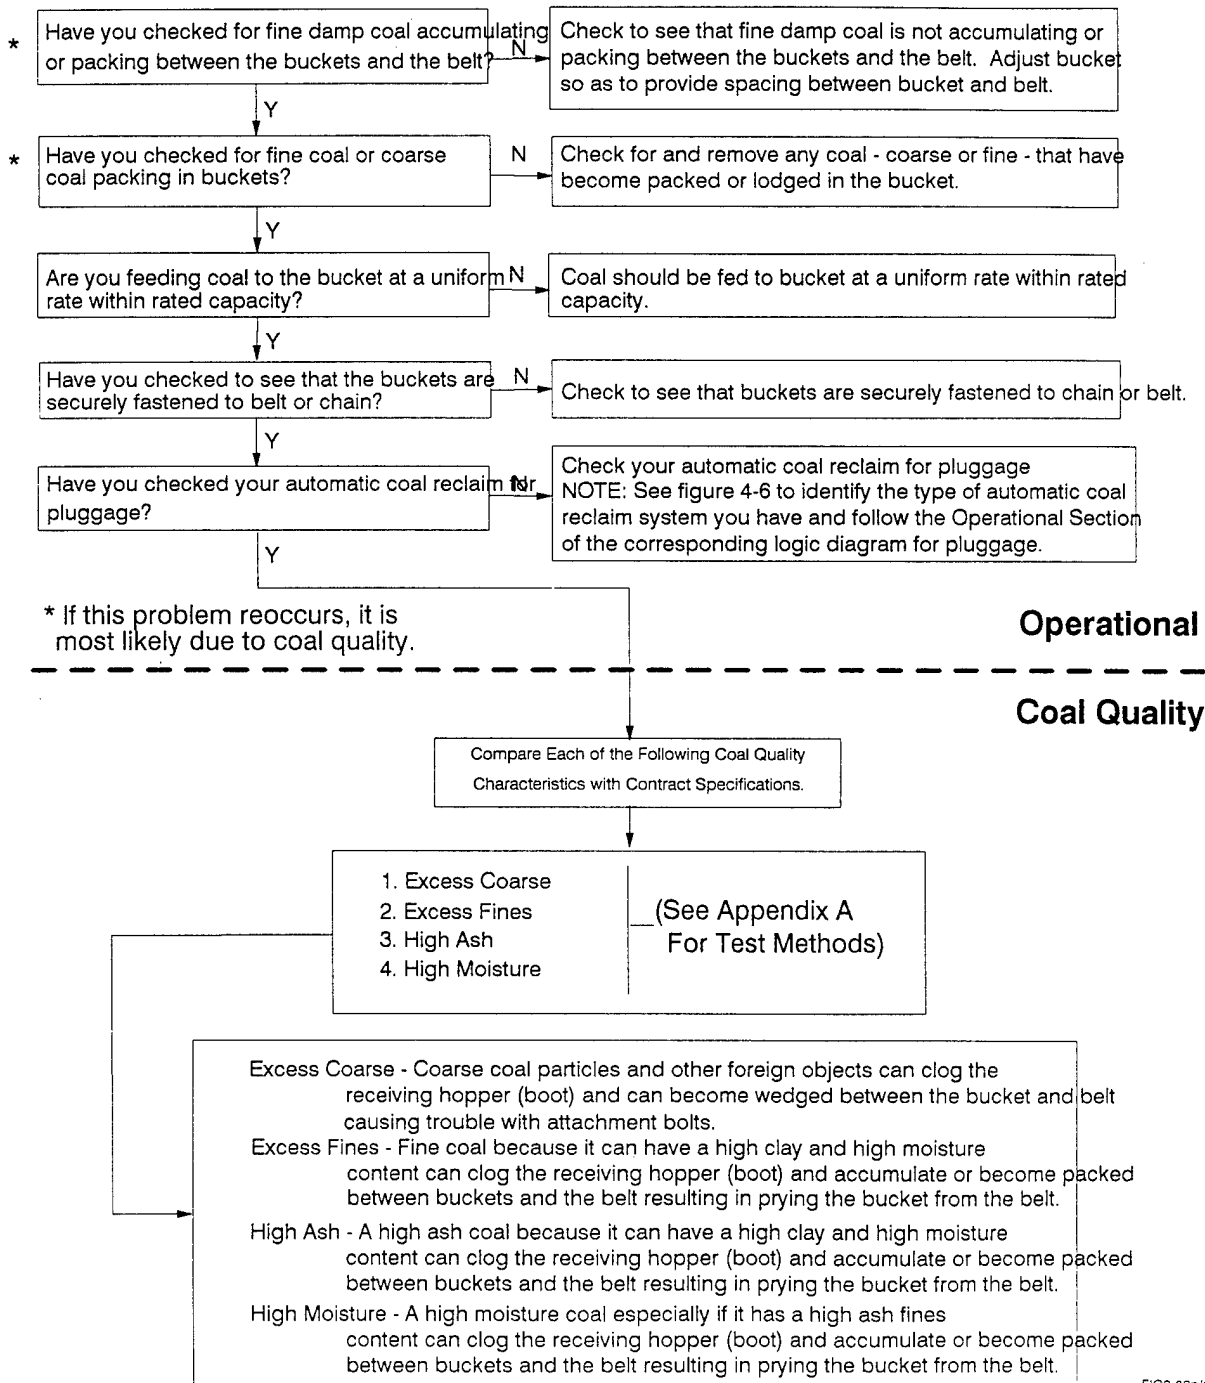 * Have you checked for fine damp coal accumulating
or packing between the buckets and the belt?
N
Check to see that fine damp coal is not accumulating or
packing between the buckets and the belt. Adjust bucket
so as to provide spacing between bucket and belt.
Y
* Have you checked for fine coal or coarse
coal packing in buckets?
N
Check for and remove any coal - coarse or fine - that have
become packed or lodged in the bucket.
Y
Are you feeding coal to the bucket at a uniform
rate within rated capacity?
N
Coal should be fed to bucket at a uniform rate within rated
capacity.
Y
Have you checked to see that the buckets are
securely fastened to belt or chain?
N
Check to see that buckets are securely fastened to chain or belt.
Y
Have you checked your automatic coal reclaim for
pluggage?
N
Check your automatic coal reclaim for pluggage
NOTE: See figure 4-6 to identify the type of automatic coal
reclaim system you have and follow the Operational Section
of the corresponding logic diagram for pluggage.
Y
* If this problem reoccurs, it is
most likely due to coal quality.
Operational
Coal Quality
Compare Each of the Following Coal Quality
Characteristics with Contract Specifications.
1. Excess Coarse
2. Excess Fines
3. High Ash
4. High Moisture
(See Appendix A
For Test Methods)
Excess Coarse - Coarse coal particles and other foreign objects can clog the
receiving hopper (boot) and can become wedged between the bucket and belt
causing trouble with attachment bolts.
Excess Fines - Fine coal because it can have a high clay and high moisture
content can clog the receiving hopper (boot) and accumulate or become packed
between buckets and the belt resulting in prying the bucket from the belt.
High Ash - A high ash coal because it can have a high clay and high moisture
content can clog the receiving hopper (boot) and accumulate or become packed
between buckets and the belt resulting in prying the bucket from the belt.
High Moisture - A high moisture coal especially if it has a high ash fines
content can clog the receiving hopper (boot) and accumulate or become packed
between buckets and the belt resulting in prying the bucket from the belt.